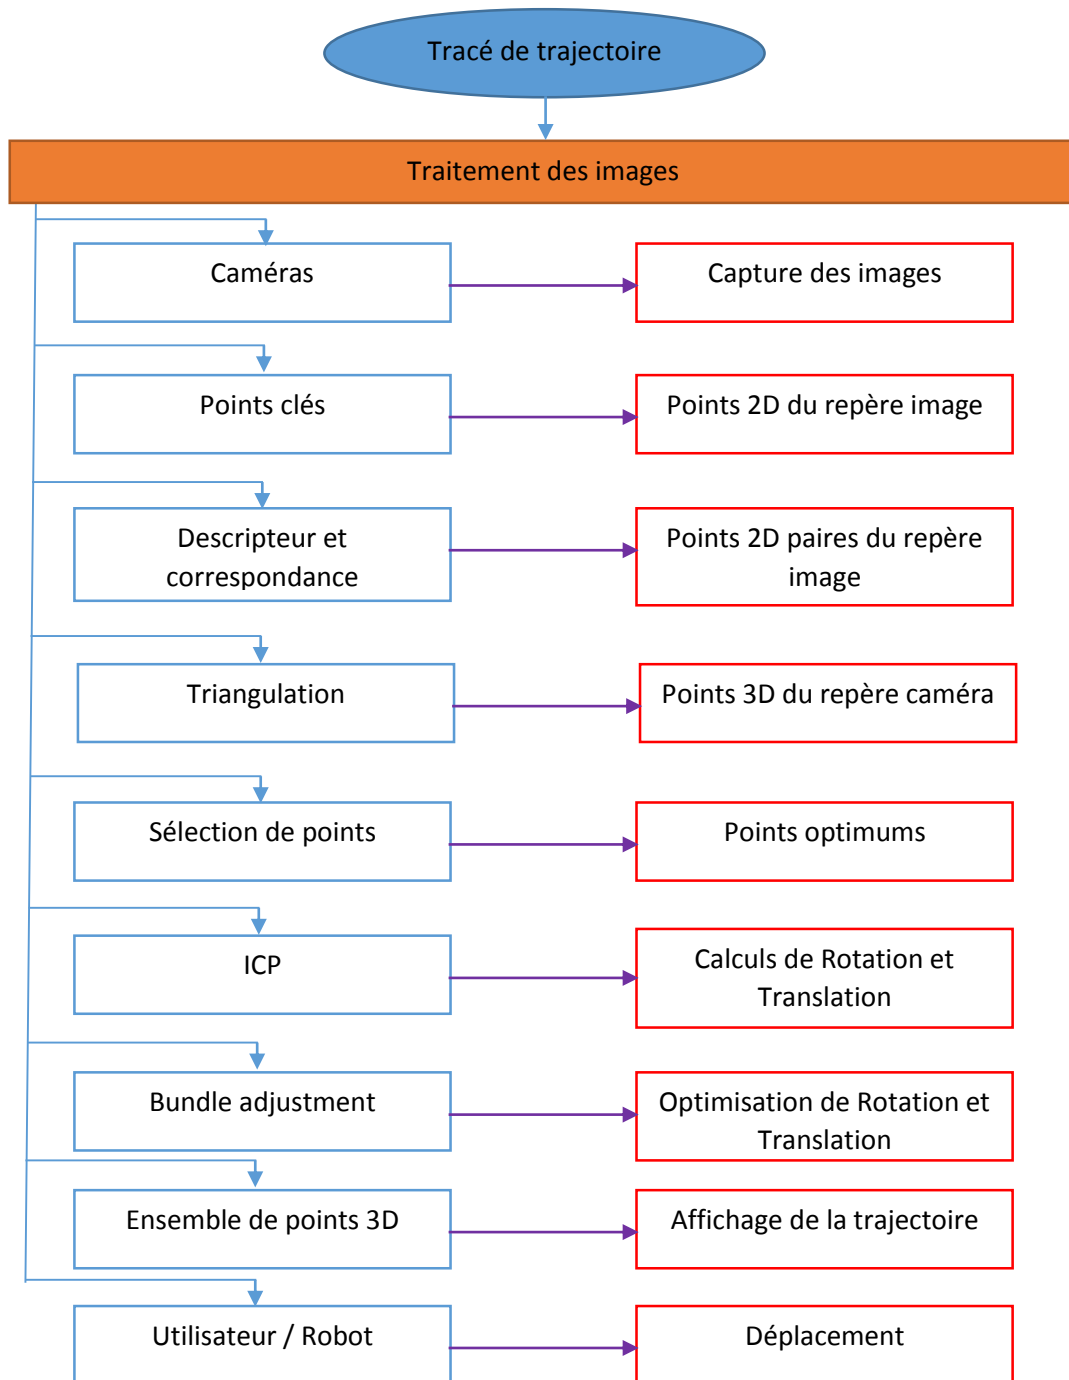 Tracé de trajectoire
Traitement des images
Caméras
Capture des images
Points clés
Points 2D du repère image
Descripteur et
correspondance
Points 2D paires du repère
image
Triangulation
Points 3D du repère caméra
Sélection de points
Points optimums
ICP
Calculs de Rotation et
Translation
Bundle adjustment
Optimisation de Rotation et
Translation
Ensemble de points 3D
Affichage de la trajectoire
Utilisateur / Robot
Déplacement